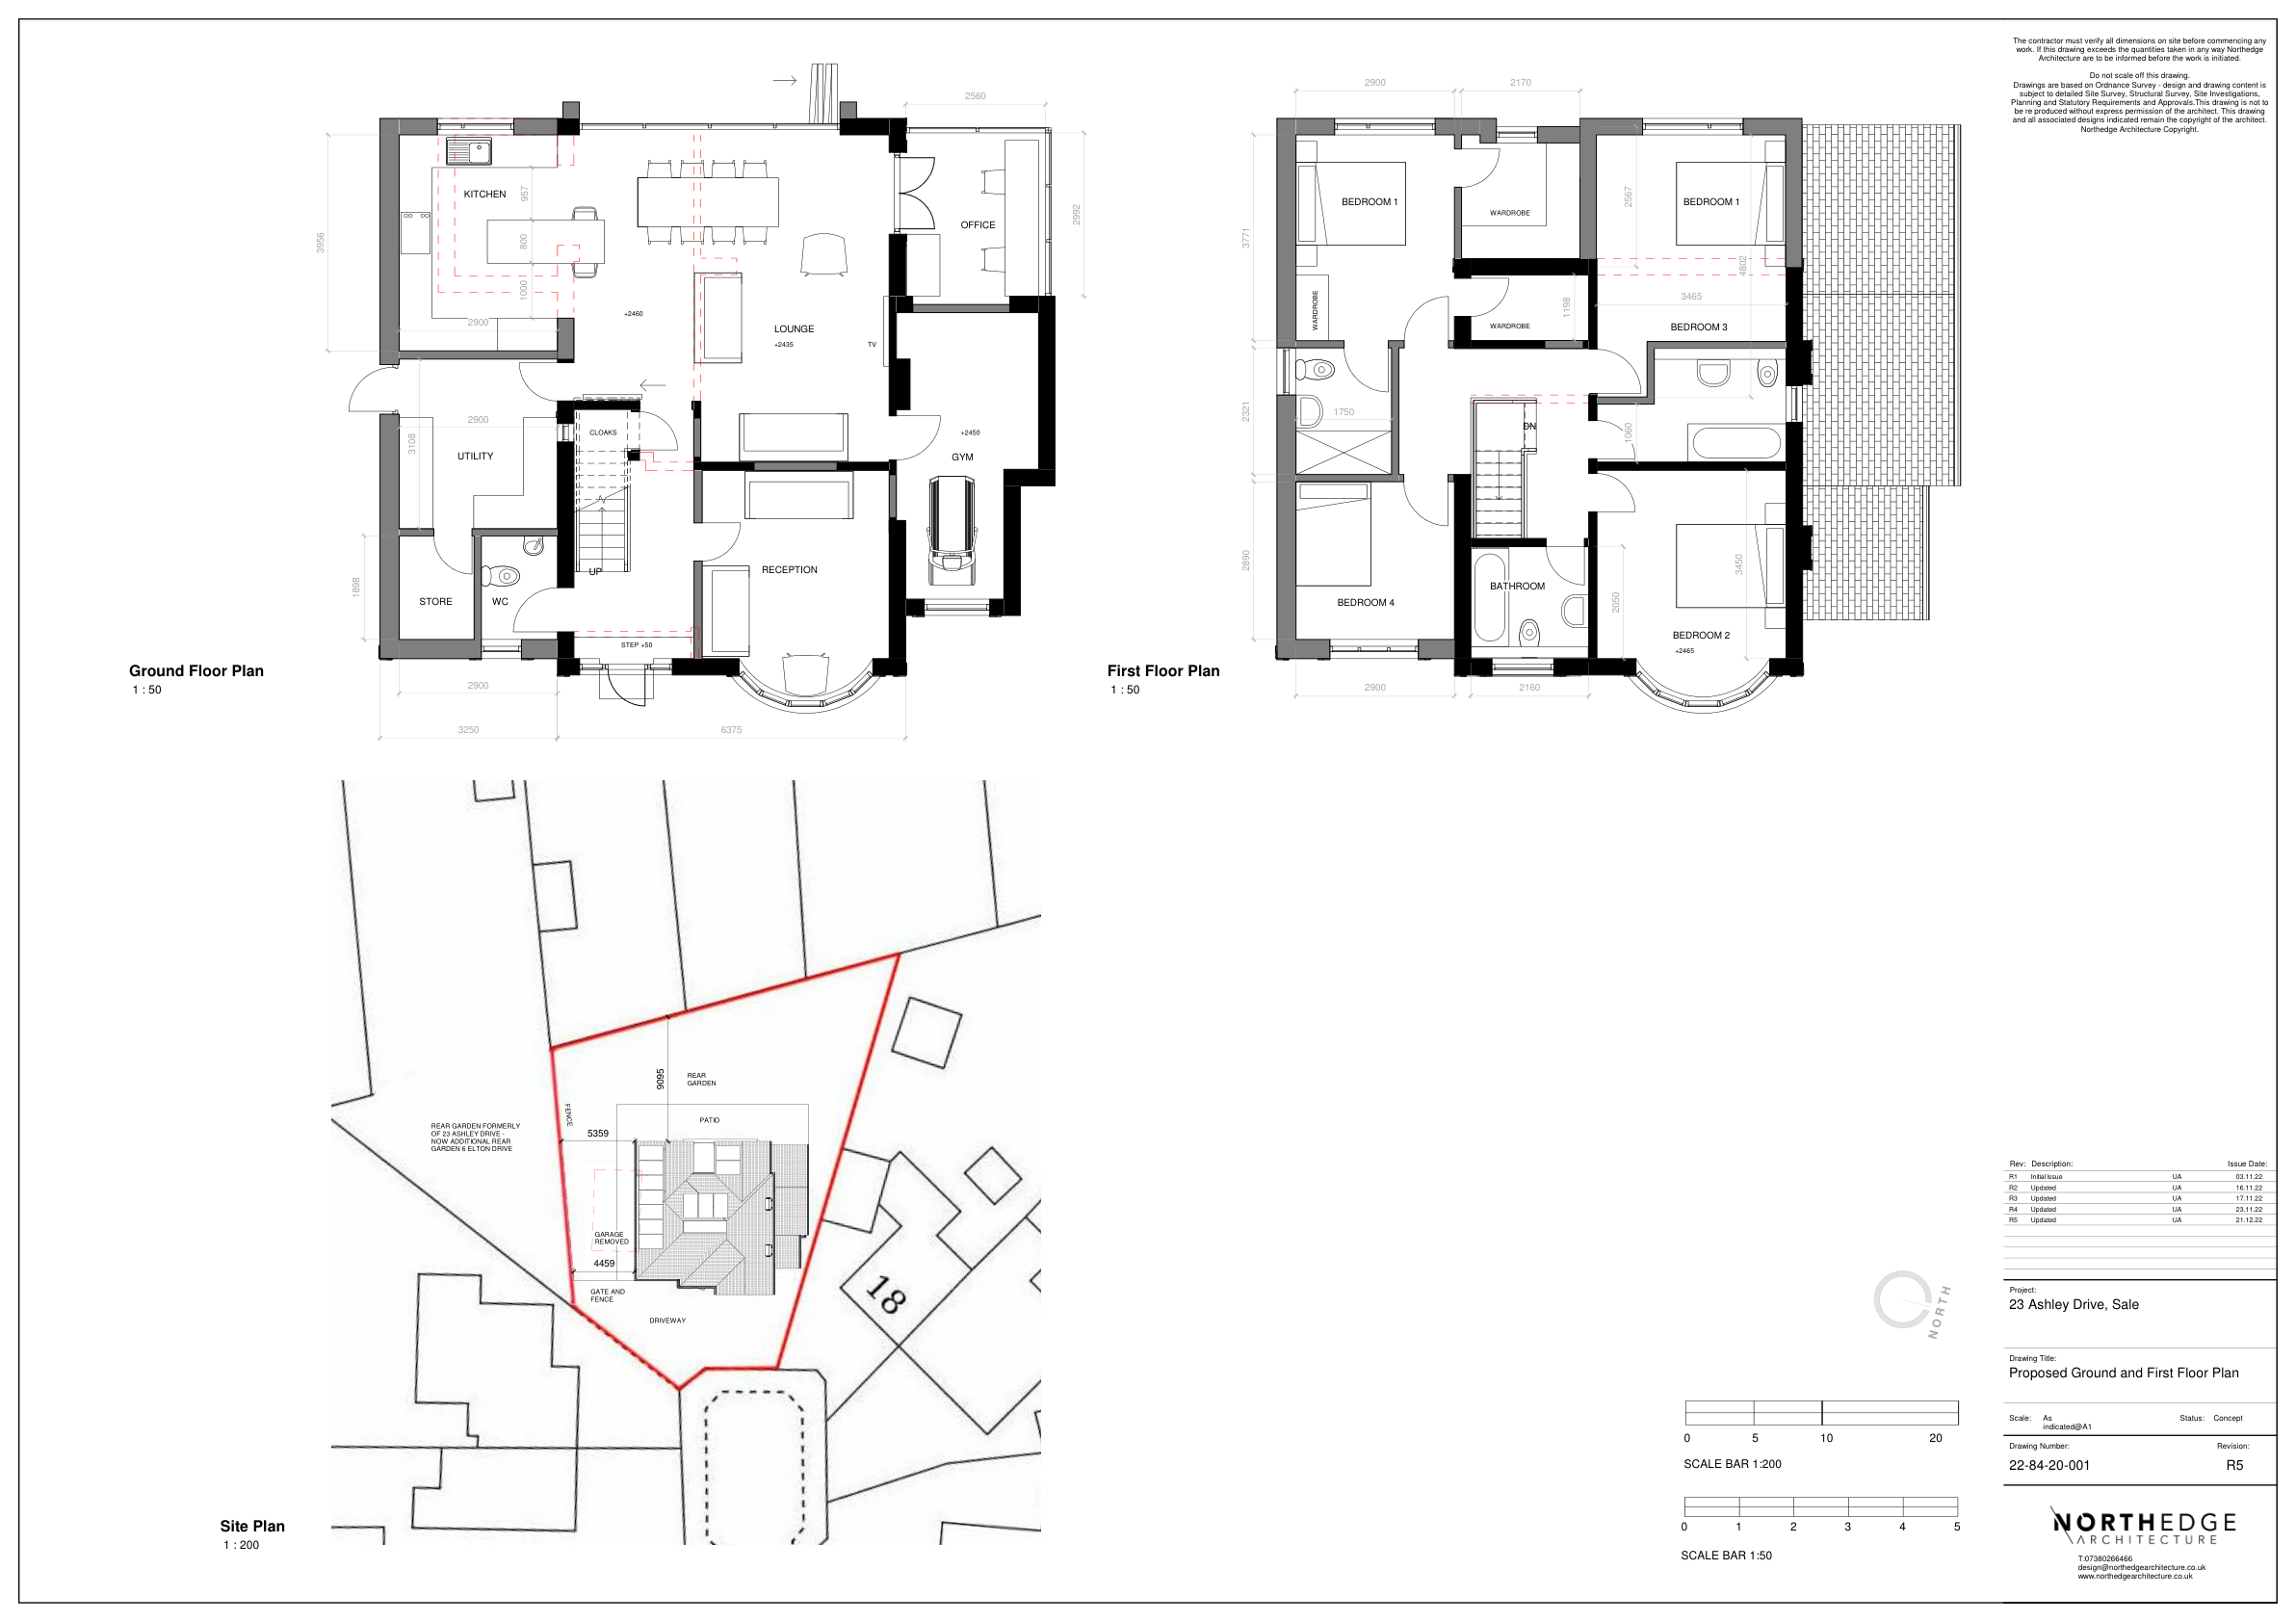 The contractor must verify all dimensions on site before commencing any
work. If this drawing exceeds the quantities taken in any way Northedge
Architecture are to be informed before the work is initiated.
Do not scale off this drawing.
Drawings are based on Ordnance Survey - design and drawing content is
subject to detailed Site Survey, Structural Survey, Site Investigations,
Planning and Statutory Requirements and Approvals.This drawing is not to
be re produced without express permission of the architect. This drawing
and all associated designs indicated remain the copyright of the architect.
Northedge Architecture Copyright.
2560
KITCHEN
957
800
1000
3956
2900
OFFICE
2992
+2460
LOUNGE
+2435
TV
CLOAKS
2900
3108
UTILITY
+2450
GYM
UP
RECEPTION
STORE
WC
1898
STEP +50
2900
3250
6375
Ground Floor Plan
1 : 50
2900
2170
BEDROOM 1
WARDROBE
2567
BEDROOM 1
3771
4802
WARDROBE
WARDROBE
1198
3465
BEDROOM 3
2321
1750
DN
1060
2890
BATHROOM
BEDROOM 4
2050
3450
BEDROOM 2
+2465
2900
2160
First Floor Plan
1 : 50
9095
REAR
GARDEN
FENCE
PATIO
REAR GARDEN FORMERLY
OF 23 ASHLEY DRIVE -
NOW ADDITIONAL REAR
GARDEN 6 ELTON DRIVE
5359
GARAGE
REMOVED
4459
GATE AND
FENCE
DRIVEWAY
18
Site Plan
1 : 200
NORTH
0 5 10 20
SCALE BAR 1:200
0 1 2 3 4 5
SCALE BAR 1:50
Rev: Description: Issue Date:
R1 Initial Issue UA 03.11.22
R2 Updated UA 16.11.22
R3 Updated UA 17.11.22
R4 Updated UA 23.11.22
R5 Updated UA 21.12.22
Project:
23 Ashley Drive, Sale
Drawing Title:
Proposed Ground and First Floor Plan
Scale: As indicated@A1 Status: Concept
Drawing Number: Revision:
22-84-20-001 R5
NORTHEDGE
ARCHITECTURE
T:07380266466
design@northedgearchitecture.co.uk
www.northedgearchitecture.co.uk